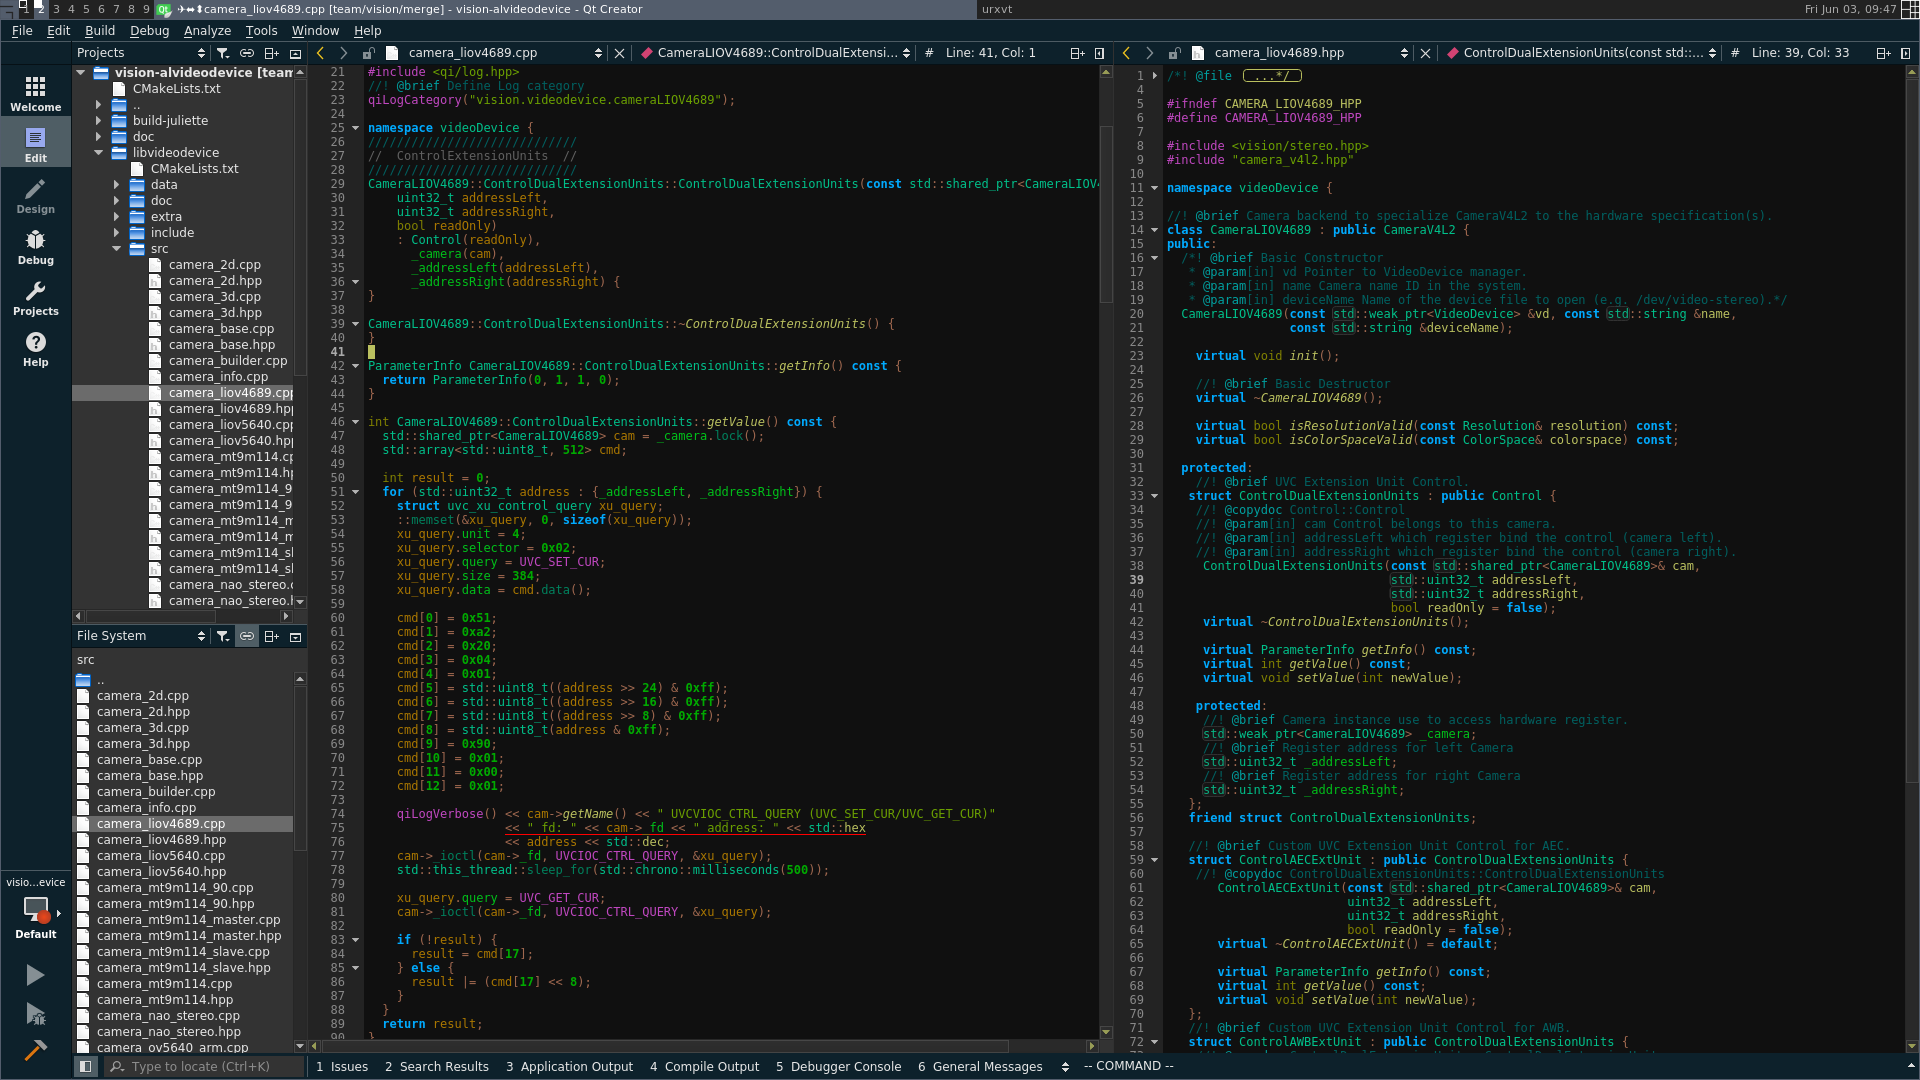 1 2 3 4 5 6 7 8 9 camera_liov4689.cpp [team/vision/merge] - vision-alvideodevice - Qt Creator
urxvt
Fri Jun 03, 09:47
File Edit Build Debug Analyze Tools Window Help
Projects
camera_liov4689.cpp
CameraLIOV4689::ControlDualExtensi...
# Line: 41, Col: 1
camera_liov4689.hpp
ControlDualExtensionUnits(const std::...
# Line: 39, Col: 33
Welcome
Edit
Design
Debug
Projects
Help
visio...evice
Default
vision-alvideodevice [team
CMakeLists.txt
..
build-juliette
doc
libvideodevice
CMakeLists.txt
data
doc
extra
include
src
camera_2d.cpp
camera_2d.hpp
camera_3d.cpp
camera_3d.hpp
camera_base.cpp
camera_base.hpp
camera_builder.cpp
camera_info.cpp
camera_liov4689.cpp
camera_liov4689.hpp
camera_liov5640.cpp
camera_liov5640.hpp
camera_mt9m114.cp
camera_mt9m114.hp
camera_mt9m114_9
camera_mt9m114_9
camera_mt9m114_m
camera_mt9m114_m
camera_mt9m114_sl
camera_mt9m114_sl
camera_nao_stereo.c
camera_nao_stereo.h
File System
src
..
camera_2d.cpp
camera_2d.hpp
camera_3d.cpp
camera_3d.hpp
camera_base.cpp
camera_base.hpp
camera_builder.cpp
camera_info.cpp
camera_liov4689.cpp
camera_liov4689.hpp
camera_liov5640.cpp
camera_liov5640.hpp
camera_mt9m114_90.cpp
camera_mt9m114_90.hpp
camera_mt9m114_master.cpp
camera_mt9m114_master.hpp
camera_mt9m114_slave.cpp
camera_mt9m114_slave.hpp
camera_mt9m114.cpp
camera_mt9m114.hpp
camera_nao_stereo.cpp
camera_nao_stereo.hpp
camera_ov5640_arm.cpp
21 #include <qi/log.hpp>
22 //! @brief Define Log category
23 qiLogCategory("vision.videodevice.cameraLIOV4689");
24
25 namespace videoDevice {
26 /////////////////////////////
27 //  ControlExtensionUnits  //
28 /////////////////////////////
29 CameraLIOV4689::ControlDualExtensionUnits::ControlDualExtensionUnits(const std::shared_ptr<CameraLIOV4
30     uint32_t addressLeft,
31     uint32_t addressRight,
32     bool readOnly)
33     : Control(readOnly),
34       _camera(cam),
35       _addressLeft(addressLeft),
36       _addressRight(addressRight) {
37 }
38
39 CameraLIOV4689::ControlDualExtensionUnits::~ControlDualExtensionUnits() {
40 }
41
42 ParameterInfo CameraLIOV4689::ControlDualExtensionUnits::getInfo() const {
43   return ParameterInfo(0, 1, 1, 0);
44 }
45
46 int CameraLIOV4689::ControlDualExtensionUnits::getValue() const {
47   std::shared_ptr<CameraLIOV4689> cam = _camera.lock();
48   std::array<std::uint8_t, 512> cmd;
49
50   int result = 0;
51   for (std::uint32_t address : {_addressLeft, _addressRight}) {
52     struct uvc_xu_control_query xu_query;
53     ::memset(&xu_query, 0, sizeof(xu_query));
54     xu_query.unit = 4;
55     xu_query.selector = 0x02;
56     xu_query.query = UVC_SET_CUR;
57     xu_query.size = 384;
58     xu_query.data = cmd.data();
59
60     cmd[0] = 0x51;
61     cmd[1] = 0xa2;
62     cmd[2] = 0x20;
63     cmd[3] = 0x04;
64     cmd[4] = 0x01;
65     cmd[5] = std::uint8_t((address >> 24) & 0xff);
66     cmd[6] = std::uint8_t((address >> 16) & 0xff);
67     cmd[7] = std::uint8_t((address >> 8) & 0xff);
68     cmd[8] = std::uint8_t(address & 0xff);
69     cmd[9] = 0x90;
70     cmd[10] = 0x01;
71     cmd[11] = 0x00;
72     cmd[12] = 0x01;
73
74     qiLogVerbose() << cam->getName() << " UVCVIOC_CTRL_QUERY (UVC_SET_CUR/UVC_GET_CUR)"
75                    << " fd: " << cam->_fd << " address: " << std::hex
76                    << address << std::dec;
77     cam->_ioctl(cam->_fd, UVCIOC_CTRL_QUERY, &xu_query);
78     std::this_thread::sleep_for(std::chrono::milliseconds(500));
79
80     xu_query.query = UVC_GET_CUR;
81     cam->_ioctl(cam->_fd, UVCIOC_CTRL_QUERY, &xu_query);
82
83     if (!result) {
84       result = cmd[17];
85     } else {
86       result |= (cmd[17] << 8);
87     }
88   }
89   return result;
90 }
1 /*! @file ...*/
4
5 #ifndef CAMERA_LIOV4689_HPP
6 #define CAMERA_LIOV4689_HPP
7
8 #include <vision/stereo.hpp>
9 #include "camera_v4l2.hpp"
10
11 namespace videoDevice {
12
13 //! @brief Camera backend to specialize CameraV4L2 to the hardware specification(s).
14 class CameraLIOV4689 : public CameraV4L2 {
15 public:
16   /*! @brief Basic Constructor
17    * @param[in] vd Pointer to VideoDevice manager.
18    * @param[in] name Camera name ID in the system.
19    * @param[in] deviceName Name of the device file to open (e.g. /dev/video-stereo).*/
20   CameraLIOV4689(const std::weak_ptr<VideoDevice> &vd, const std::string &name,
21                  const std::string &deviceName);
22
23     virtual void init();
24
25     //! @brief Basic Destructor
26     virtual ~CameraLIOV4689();
27
28     virtual bool isResolutionValid(const Resolution& resolution) const;
29     virtual bool isColorSpaceValid(const ColorSpace& colorspace) const;
30
31   protected:
32     //! @brief UVC Extension Unit Control.
33    struct ControlDualExtensionUnits : public Control {
34     //! @copydoc Control::Control
35     //! @param[in] cam Control belongs to this camera.
36     //! @param[in] addressLeft which register bind the control (camera left).
37     //! @param[in] addressRight which register bind the control (camera right).
38      ControlDualExtensionUnits(const std::shared_ptr<CameraLIOV4689>& cam,
39                                std::uint32_t addressLeft,
40                                std::uint32_t addressRight,
41                                bool readOnly = false);
42      virtual ~ControlDualExtensionUnits();
43
44      virtual ParameterInfo getInfo() const;
45      virtual int getValue() const;
46      virtual void setValue(int newValue);
47
48     protected:
49      //! @brief Camera instance use to access hardware register.
50      std::weak_ptr<CameraLIOV4689> _camera;
51      //! @brief Register address for left Camera
52      std::uint32_t _addressLeft;
53      //! @brief Register address for right Camera
54      std::uint32_t _addressRight;
55    };
56    friend struct ControlDualExtensionUnits;
57
58    //! @brief Custom UVC Extension Unit Control for AEC.
59    struct ControlAECExtUnit : public ControlDualExtensionUnits {
60     //! @copydoc ControlDualExtensionUnits::ControlDualExtensionUnits
61        ControlAECExtUnit(const std::shared_ptr<CameraLIOV4689>& cam,
62                          uint32_t addressLeft,
63                          uint32_t addressRight,
64                          bool readOnly = false);
65        virtual ~ControlAECExtUnit() = default;
66
67        virtual ParameterInfo getInfo() const;
68        virtual int getValue() const;
69        virtual void setValue(int newValue);
70    };
71    //! @brief Custom UVC Extension Unit Control for AWB.
72    struct ControlAWBExtUnit : public ControlDualExtensionUnits {
Type to locate (Ctrl+K)
1 Issues 2 Search Results 3 Application Output 4 Compile Output 5 Debugger Console 6 General Messages
-- COMMAND --